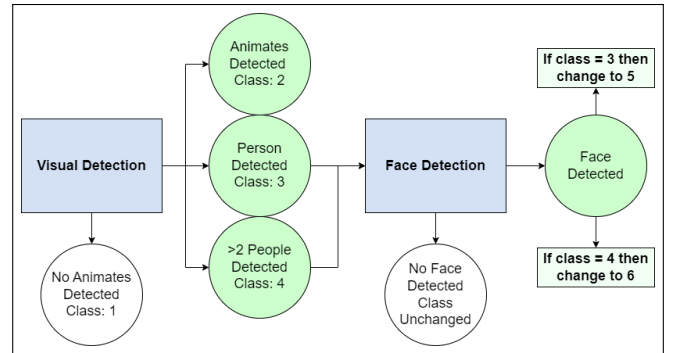 Animates
Detected
Class: 2
If class = 3 then
change to 5
Visual Detection
Person
Detected
Class: 3
Face Detection
Face
Detected
No Animates
Detected
Class: 1
>2 People
Detected
Class: 4
No Face
Detected
Class
Unchanged
If class = 4 then
change to 6